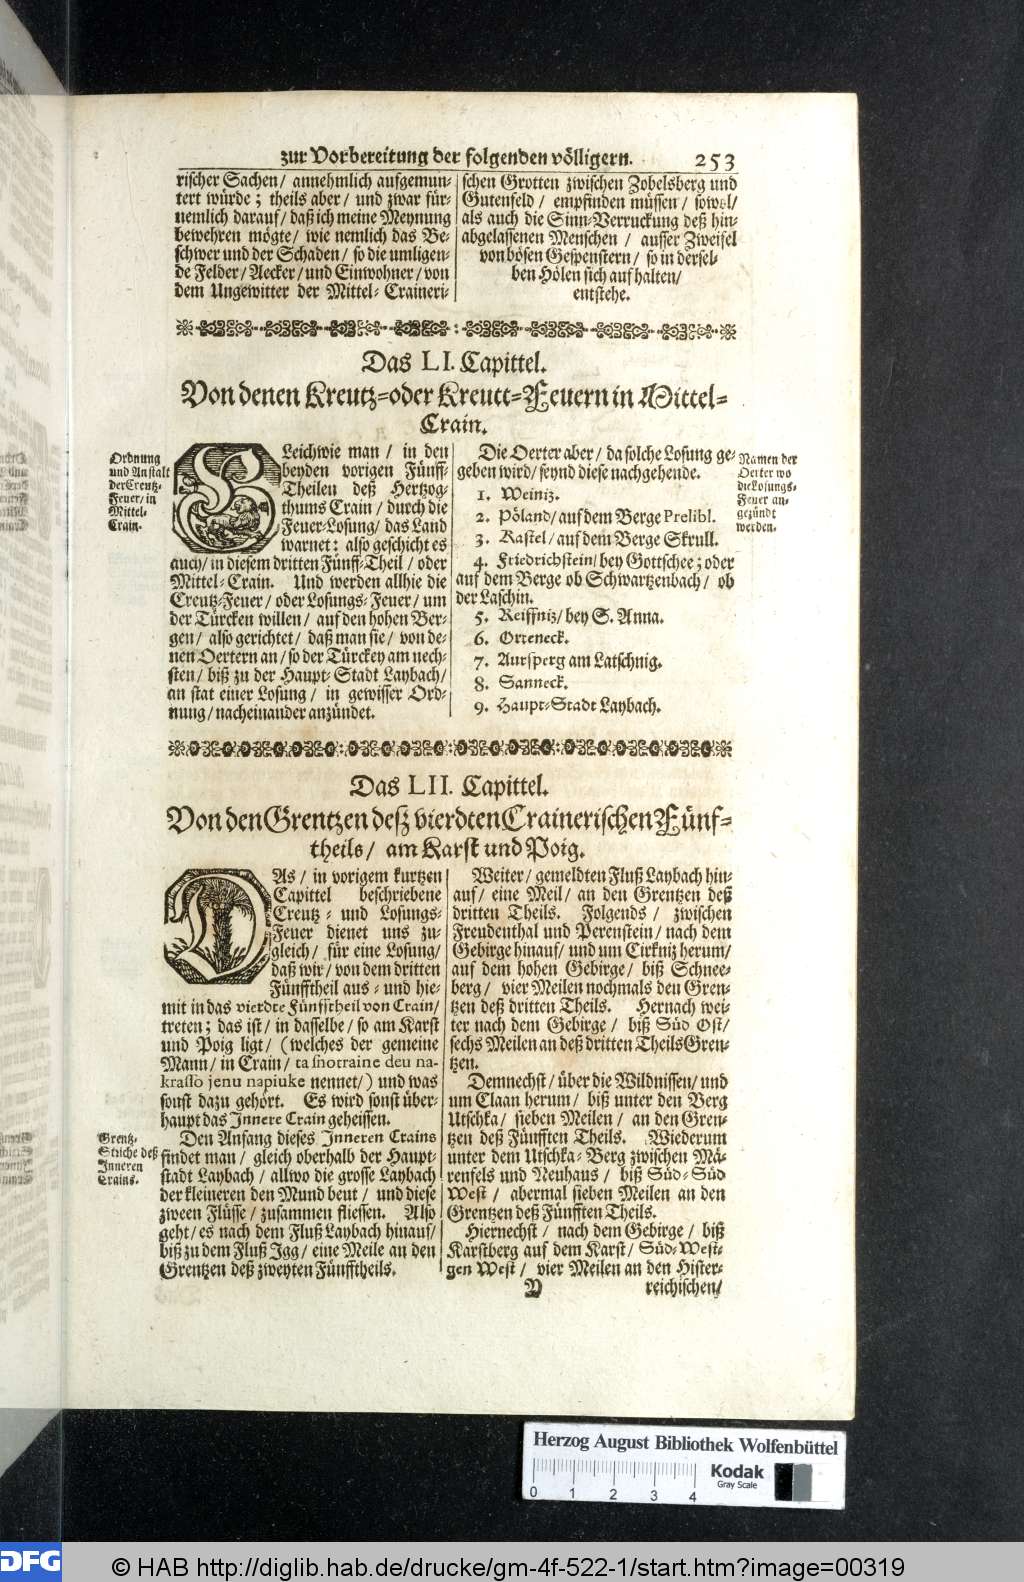 zur Vorbereitung der folgenden völligern. 253
rischer Sachen/ annehmlich aufgemun-
tert würde; theils aber/ und zwar für-
nemlich darauf/ daß ich meine Meynung
bewehren mögte/ wie nemlich das Be-
schwer und der Schaden/ so die umligen-
de Felder/ Aecker/ und Einwohner/ von
dem Ungewitter der Mittel-Craineri-
schen Grotten zwischen Zobelsberg und
Gutenfeld/ empfinden müssen/ sowol/
als auch die Sinn-Verruckung deß hin-
abgelassenen Menschen/ ausser Zweifel
von bösen Gespenstern/ so in dersel-
ben Hölen sich aufhalten/
entstehe.
Das LI. Capittel.
Von denen Kreutz-oder Kreutt-Feuern in Mittel-
Crain.
Ordnung
und Anstalt
der Creutz-
Feuer/ in
Mittel-
Crain.
GLeichwie man/ in den
beyden vorigen Fünff-
Theilen deß Hertzog-
thums Crain/ durch die
Feuer-Losung/ das Land
warnet: also geschicht es
auch/ in diesem dritten Fünff-Theil/ oder
Mittel-Crain. Und werden allhie die
Creutz-Feuer/ oder Losungs-Feuer/ um
der Türcken willen/ auf den hohen Ber-
gen/ also gerichtet/ daß man sie/ von de-
nen Oertern an/ so der Türckey am nech-
sten/ biß zu der Haupt-Stadt Laybach/
an stat einer Losung/ in gewisser Ord-
nung/ nacheinander anzündet.
Die Oerter aber/ da solche Losung ge-
geben wird/ seynd diese nachgehende.
1. Weiniz.
2. Pöland/ auf dem Berge Prelibl.
3. Kastel/ auf dem Berge Skrull.
4. Friedrichstein/ bey Gottschee; oder
auf dem Berge ob Schwartzenbach/ ob
der Laschin.
5. Reiffniz/ bey S. Anna.
6. Orteneck.
7. Aursperg am Latschnig.
8. Sanneck.
9. Haupt-Stadt Laybach.
Namen der
Oerter wo
die Losungs-
Feuer an-
gezündt
werden.
Das LII. Capittel.
Von den Grentzen deß vierdten Crainerischen Fünf-
theils/ am Karst und Poig.
DAs/ in vorigem kurtzen
Capittel beschriebene
Creutz- und Losungs-
Feuer dienet uns zu-
gleich/ für eine Losung/
daß wir/ von dem dritten
Fünfftheil aus- und hie-
mit in das vierdte Fünfftheil von Crain/
treten; das ist/ in dasselbe/ so am Karst
und Poig ligt/ (welches der gemeine
Mann/ in Crain/ ta snotraine deu na-
krasso jenu napiuke nennet/) und was
sonst dazu gehört. Es wird sonst über-
haupt das Innere Crain geheissen.
Grentz-
Striche deß
Inneren
Crains.
Den Anfang dieses Inneren Crains
findet man/ gleich oberhalb der Haupt-
stadt Laybach/ allwo die grosse Laybach
der kleineren den Mund beut/ und diese
zween Flüsse/ zusammen fliessen. Also
geht/ es nach dem Fluß Laybach hinauf/
biß zu dem Fluß Igg/ eine Meile an den
Grentzen deß zweyten Fünfftheils.
Weiter/ gemeldten Fluß Laybach hin-
auf/ eine Meil/ an den Grentzen deß
dritten Theils. Folgends/ zwischen
Freudenthal und Perenstein/ nach dem
Gebirge hinauf/ und um Cirkniz herum/
auf dem hohen Gebirge/ biß Schnee-
berg/ vier Meilen nochmals den Gren-
tzen deß dritten Theils. Hernach wei-
ter nach dem Gebirge/ biß Süd Ost/
sechs Meilen an deß dritten Theils Gren-
tzen.
Demnechst/ über die Wildnissen/ und
um Claan herum/ biß unter den Berg
Utschka/ sieben Meilen/ an den Gren-
tzen deß Fünfften Theils. Wiederum
unter dem Utschka-Berg zwischen Mä-
renfels und Neuhaus/ biß Süd-Süd
West/ abermal sieben Meilen an den
Grentzen deß Fünfften Theils.
Hiernechst/ nach dem Gebirge/ biß
Karstberg auf dem Karst/ Süd-West-
gen West/ vier Meilen an den Hister-
reichischen/
Herzog August Bibliothek Wolfenbüttel
0 1 2 3 4
Kodak
Gray Scale
DFG
© HAB http://diglib.hab.de/drucke/gm-4f-522-1/start.htm?image=00319